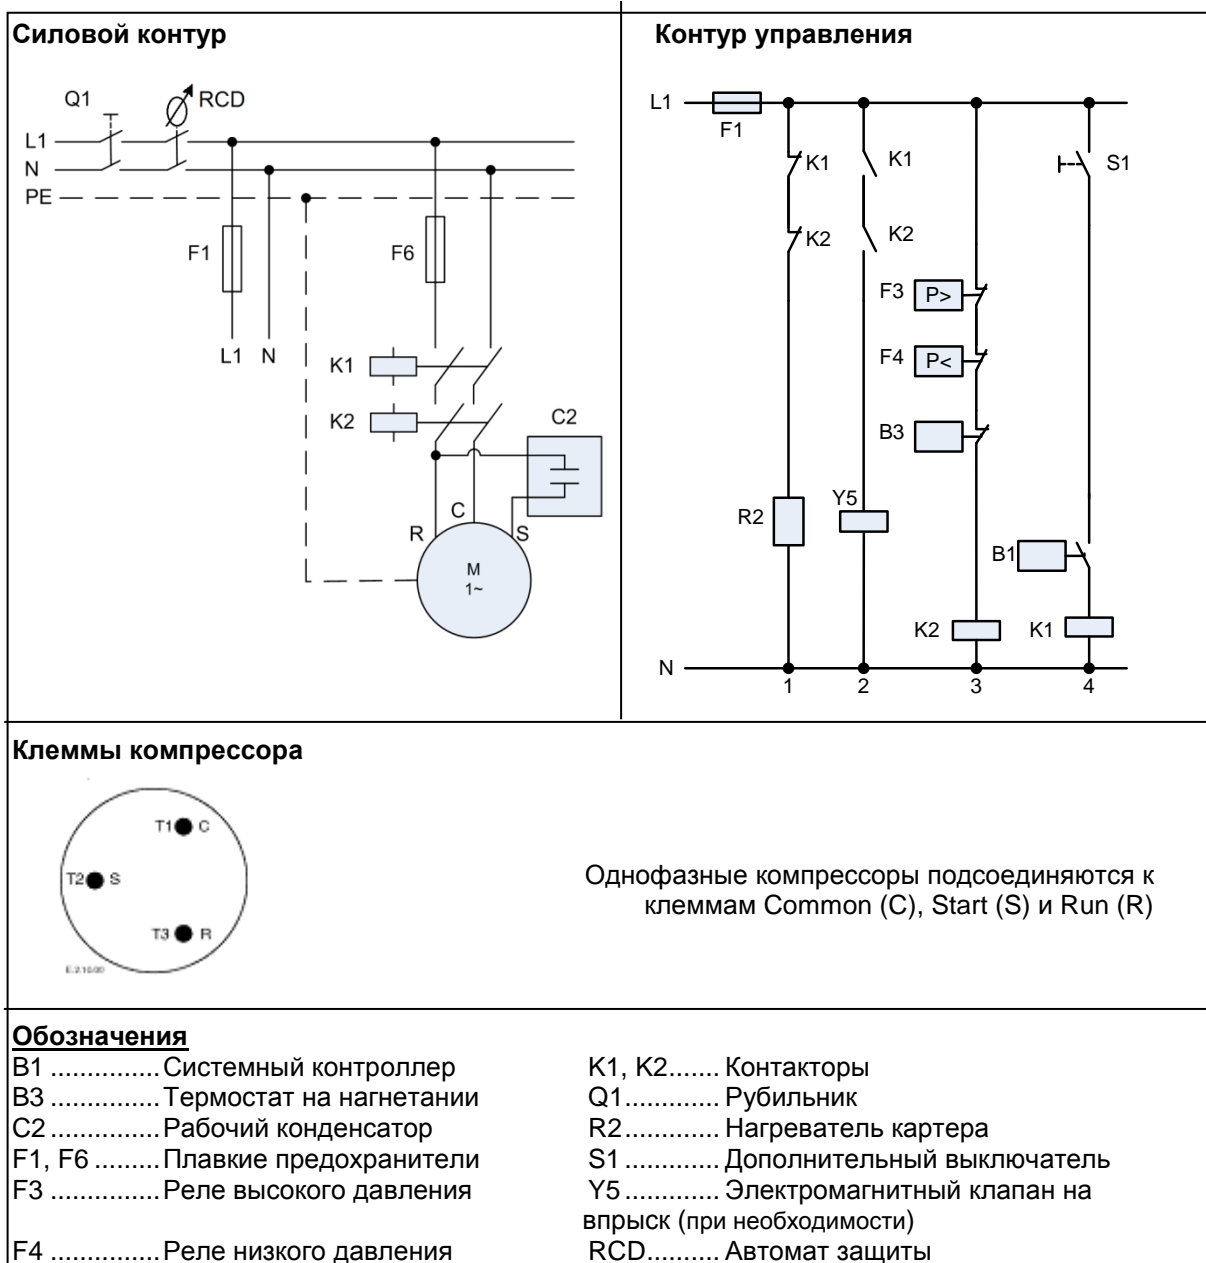 Силовой контур
Q1 RCD
L1
N
PE
F1 F6
L1 N
K1
K2 C2
C
R S
M
1~
Контур управления
L1
F1
K1 K1 S1
K2 K2
F3 P>
F4 P<
B3
R2 Y5
B1
K2 K1
N
1 2 3 4
Клеммы компрессора
T1 C
T2 S
T3 R
Однофазные компрессоры подсоединяются к
клеммам Common (C), Start (S) и Run (R)
Обозначения
B1 ...............Системный контроллер
B3 ...............Термостат на нагнетании
C2 ...............Рабочий конденсатор
F1, F6 .........Плавкие предохранители
F3 ...............Реле высокого давления
F4 ...............Реле низкого давления
K1, K2....... Контакторы
Q1............. Рубильник
R2............. Нагреватель картера
S1 ............. Дополнительный выключатель
Y5 ............. Электромагнитный клапан на
впрыск (при необходимости)
RCD.......... Автомат защиты